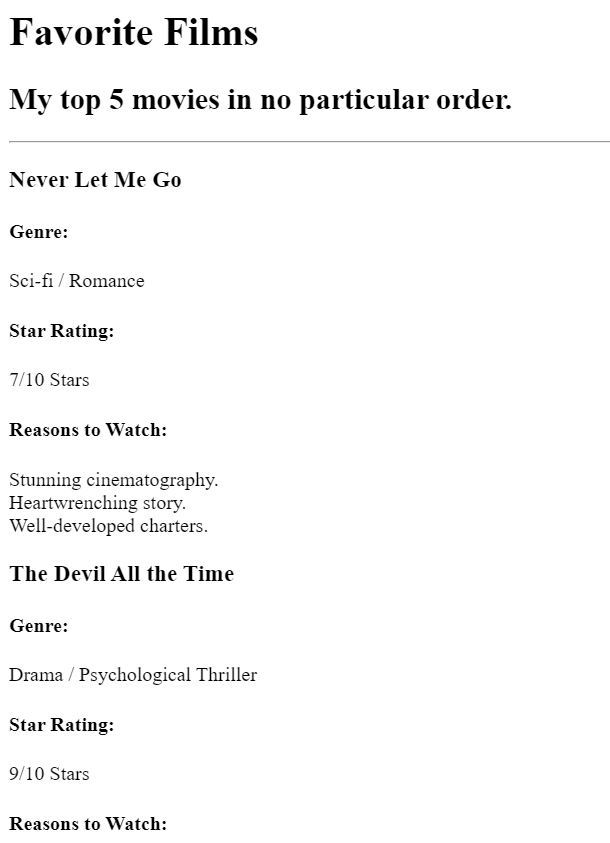 Favorite Films
My top 5 movies in no particular order.
Never Let Me Go
Genre:
Sci-fi / Romance
Star Rating:
7/10 Stars
Reasons to Watch:
Stunning cinematography.
Heartwrenching story.
Well-developed charters.
The Devil All the Time
Genre:
Drama / Psychological Thriller
Star Rating:
9/10 Stars
Reasons to Watch: